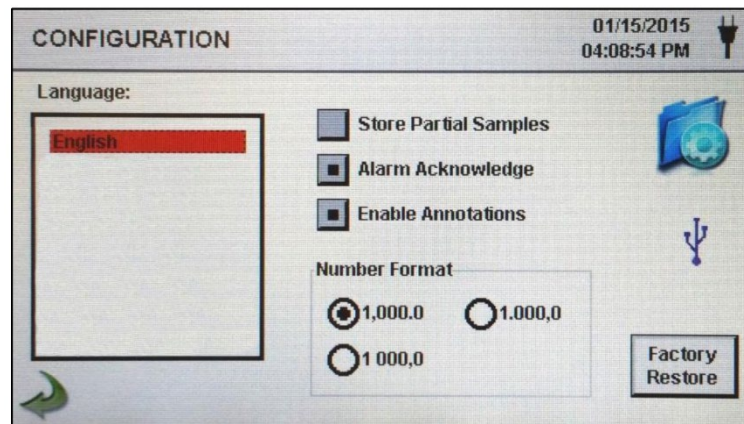 CONFIGURATION
01/15/2015
04:08:54 PM
Language:
English
Store Partial Samples
Alarm Acknowledge
Enable Annotations
Number Format
1,000.0
1.000,0
1 000,0
Factory
Restore